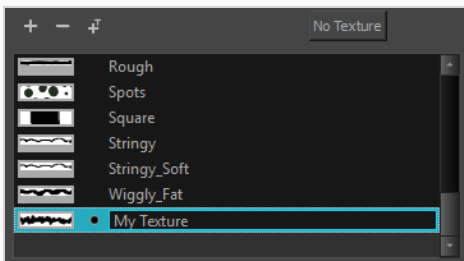 No Texture
Rough
Spots
Square
Stringy
Stringy_Soft
Wiggly_Fat
My Texture